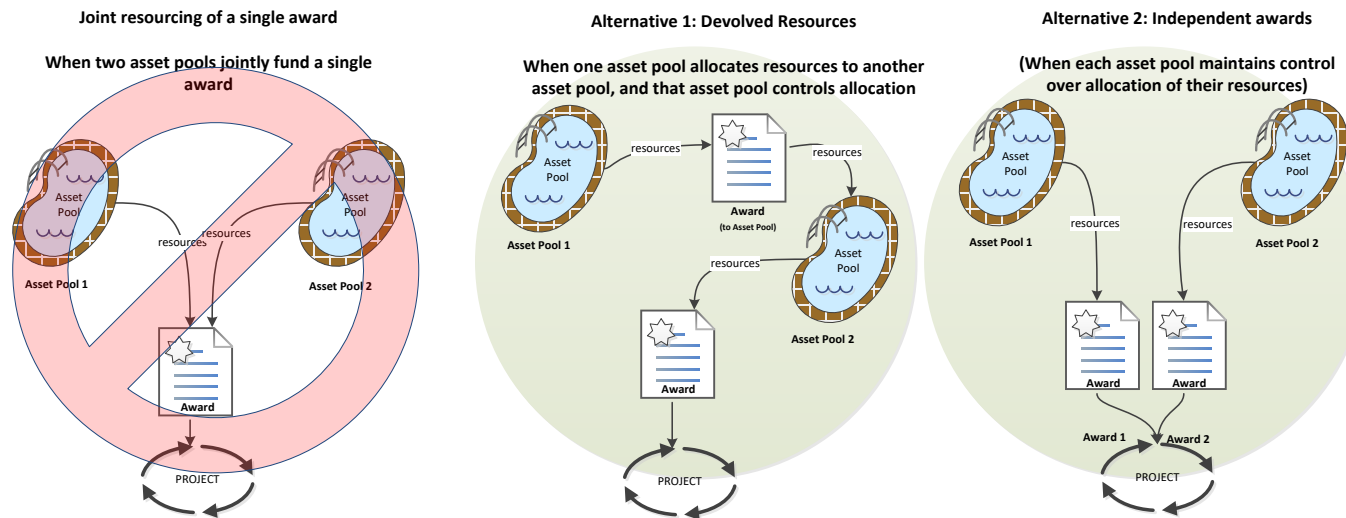 Joint resourcing of a single award
When two asset pools jointly fund a single
award
Asset
Pool
Asset
Pool
resources
resources
Asset Pool 1
Asset Pool 2
Award
PROJECT
Alternative 1: Devolved Resources
When one asset pool allocates resources to another
asset pool, and that asset pool controls allocation
Asset
Pool
resources
resources
Asset Pool 1
Award
(to Asset Pool)
Asset
Pool
resources
Asset Pool 2
Award
PROJECT
Alternative 2: Independent awards
(When each asset pool maintains control
over allocation of their resources)
Asset
Pool
Asset
Pool
resources
resources
Asset Pool 1
Asset Pool 2
Award
Award
Award 1
Award 2
PROJECT